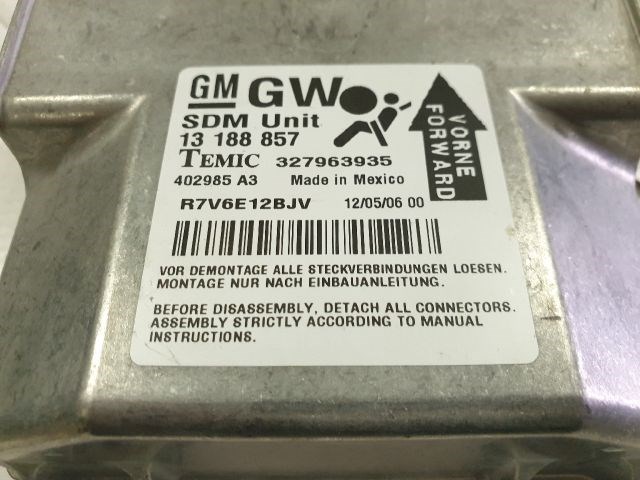 GM GW
SDM Unit
13 188 857
TEMIC 327963935
402985 A3 Made in Mexico
R7V6E12BJV 12/05/06 00
VORNE
FORWARD
VOR DEMONTAGE ALLE STECKVERBINDUNGEN LOESEN.
MONTAGE NUR NACH EINBAUANLEITUNG.
BEFORE DISASSEMBLY, DETACH ALL CONNECTORS.
ASSEMBLY STRICTLY ACCORDING TO MANUAL
INSTRUCTIONS.